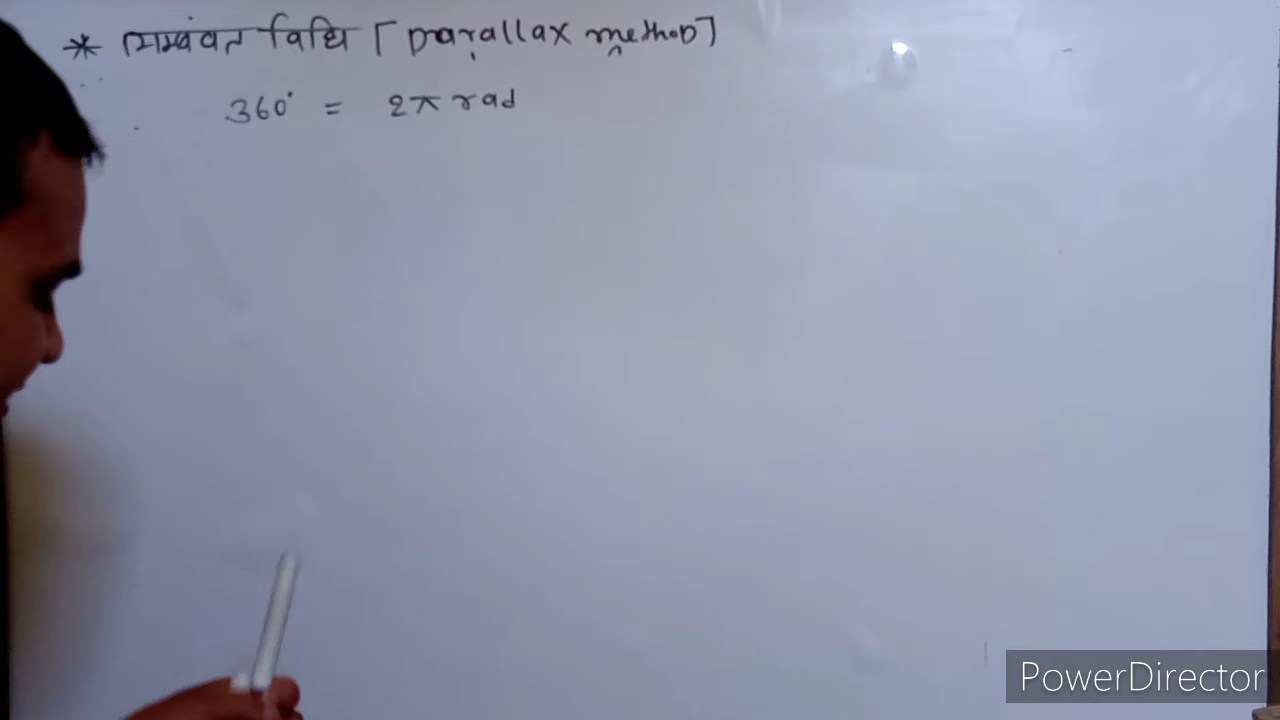 * लम्बंवत विधि [ parallax method ]
360° = 2π rad
PowerDirector